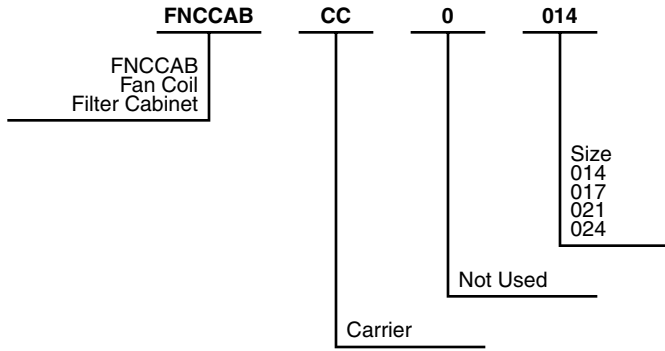 FNCCAB CC 0 014
FNCCAB
Fan Coil
Filter Cabinet
Size
014
017
021
024
Not Used
Carrier